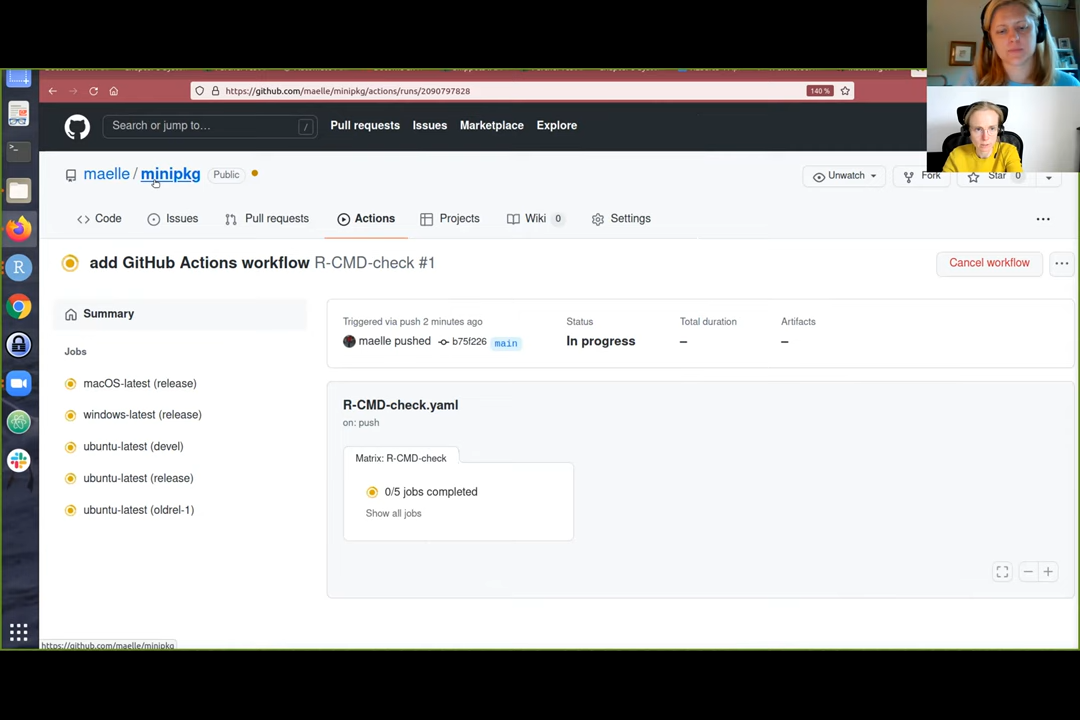 https://github.com/maelle/minipkg/actions/runs/2090797828
140 %
Search or jump to…
/
Pull requests
Issues
Marketplace
Explore
maelle / minipkg
Public
Unwatch
Fork
Star 0
Code
Issues
Pull requests
Actions
Projects
Wiki 0
Settings
add GitHub Actions workflow R-CMD-check #1
Cancel workflow
Summary
Jobs
macOS-latest (release)
windows-latest (release)
ubuntu-latest (devel)
ubuntu-latest (release)
ubuntu-latest (oldrel-1)
Triggered via push 2 minutes ago
maelle pushed b75f226 main
Status
In progress
Total duration
–
Artifacts
–
R-CMD-check.yaml
on: push
Matrix: R-CMD-check
0/5 jobs completed
Show all jobs
https://github.com/maelle/minipkg